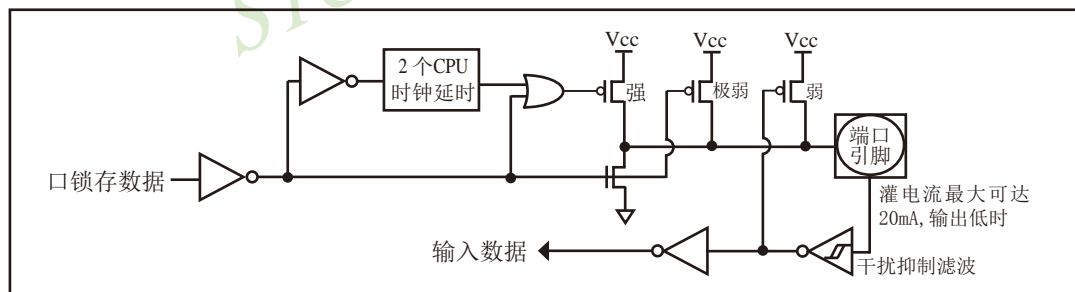 Vcc
Vcc
Vcc
2 个CPU
时钟延时
强
极弱
弱
端口
引脚
口锁存数据
灌电流最大可达
20mA,输出低时
输入数据
干扰抑制滤波